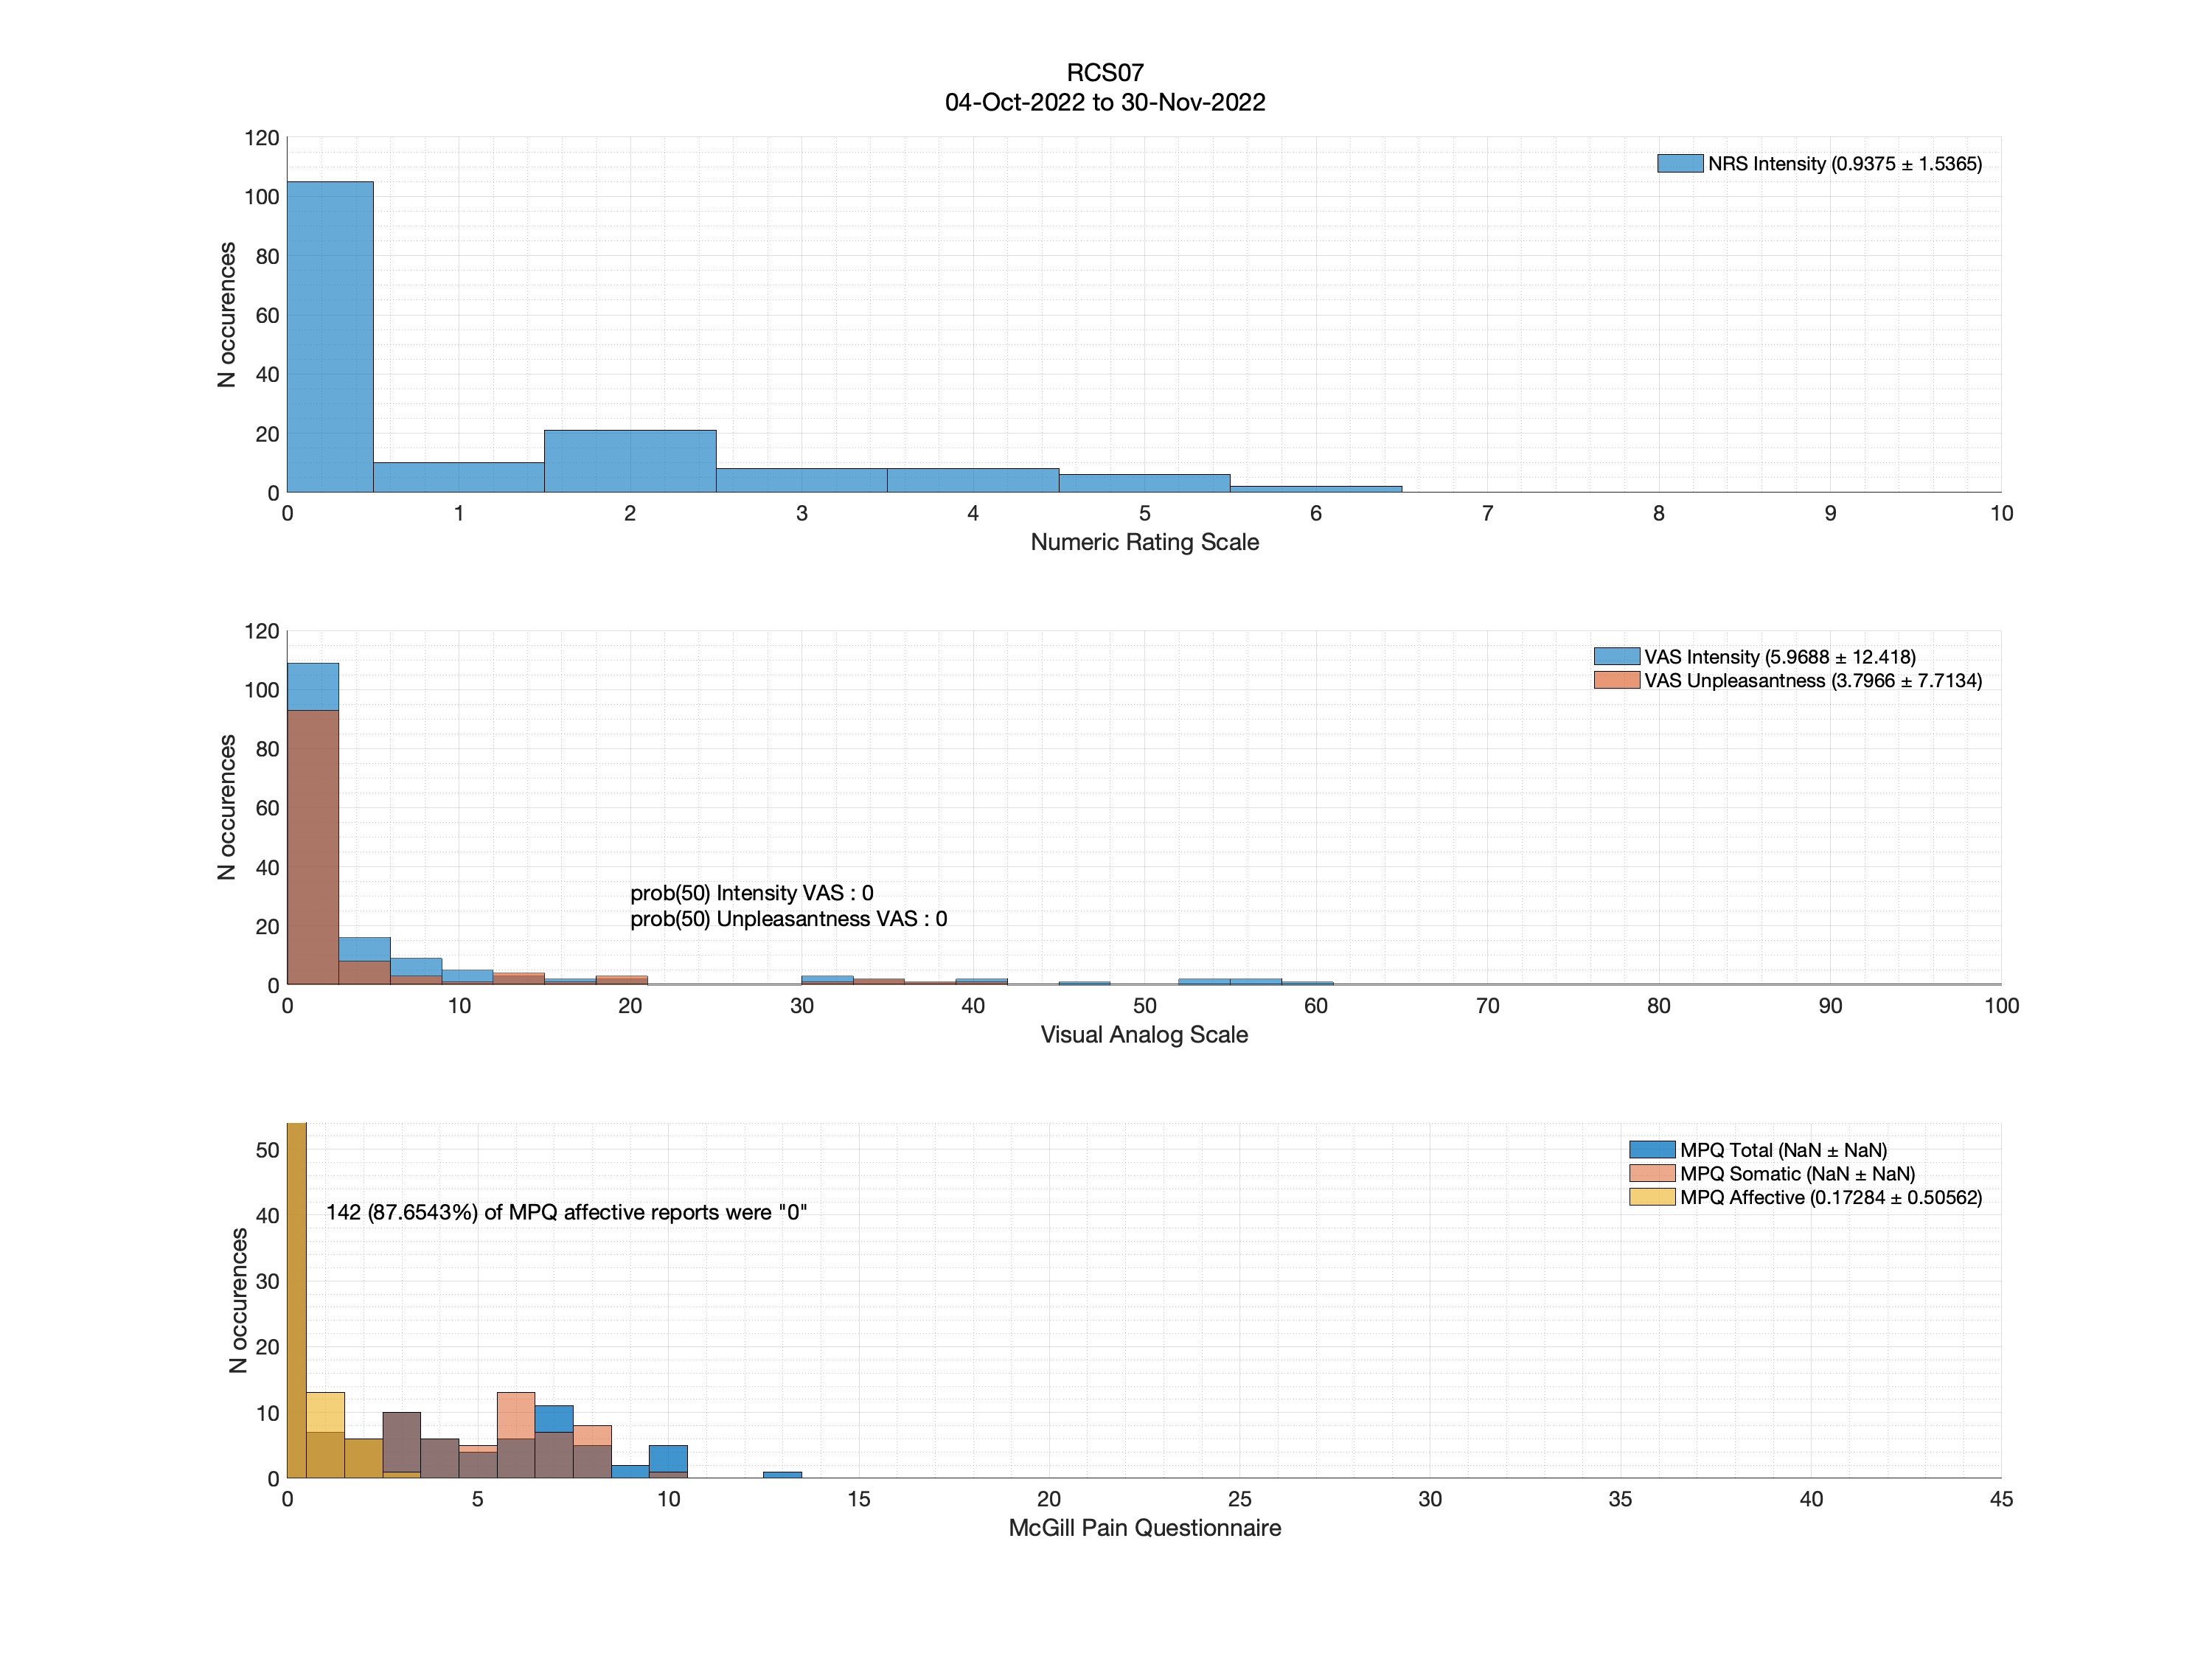 RCS07
04-Oct-2022 to 30-Nov-2022
120
100
80
60
40
20
0
N occurences
NRS Intensity (0.9375 ± 1.5365)
0 1 2 3 4 5 6 7 8 9 10
Numeric Rating Scale
120
100
80
60
40
20
0
N occurences
VAS Intensity (5.9688 ± 12.418)
VAS Unpleasantness (3.7966 ± 7.7134)
prob(50) Intensity VAS : 0
prob(50) Unpleasantness VAS : 0
0 10 20 30 40 50 60 70 80 90 100
Visual Analog Scale
50
40
30
20
10
0
N occurences
MPQ Total (NaN ± NaN)
MPQ Somatic (NaN ± NaN)
MPQ Affective (0.17284 ± 0.50562)
142 (87.6543%) of MPQ affective reports were "0"
0 5 10 15 20 25 30 35 40 45
McGill Pain Questionnaire